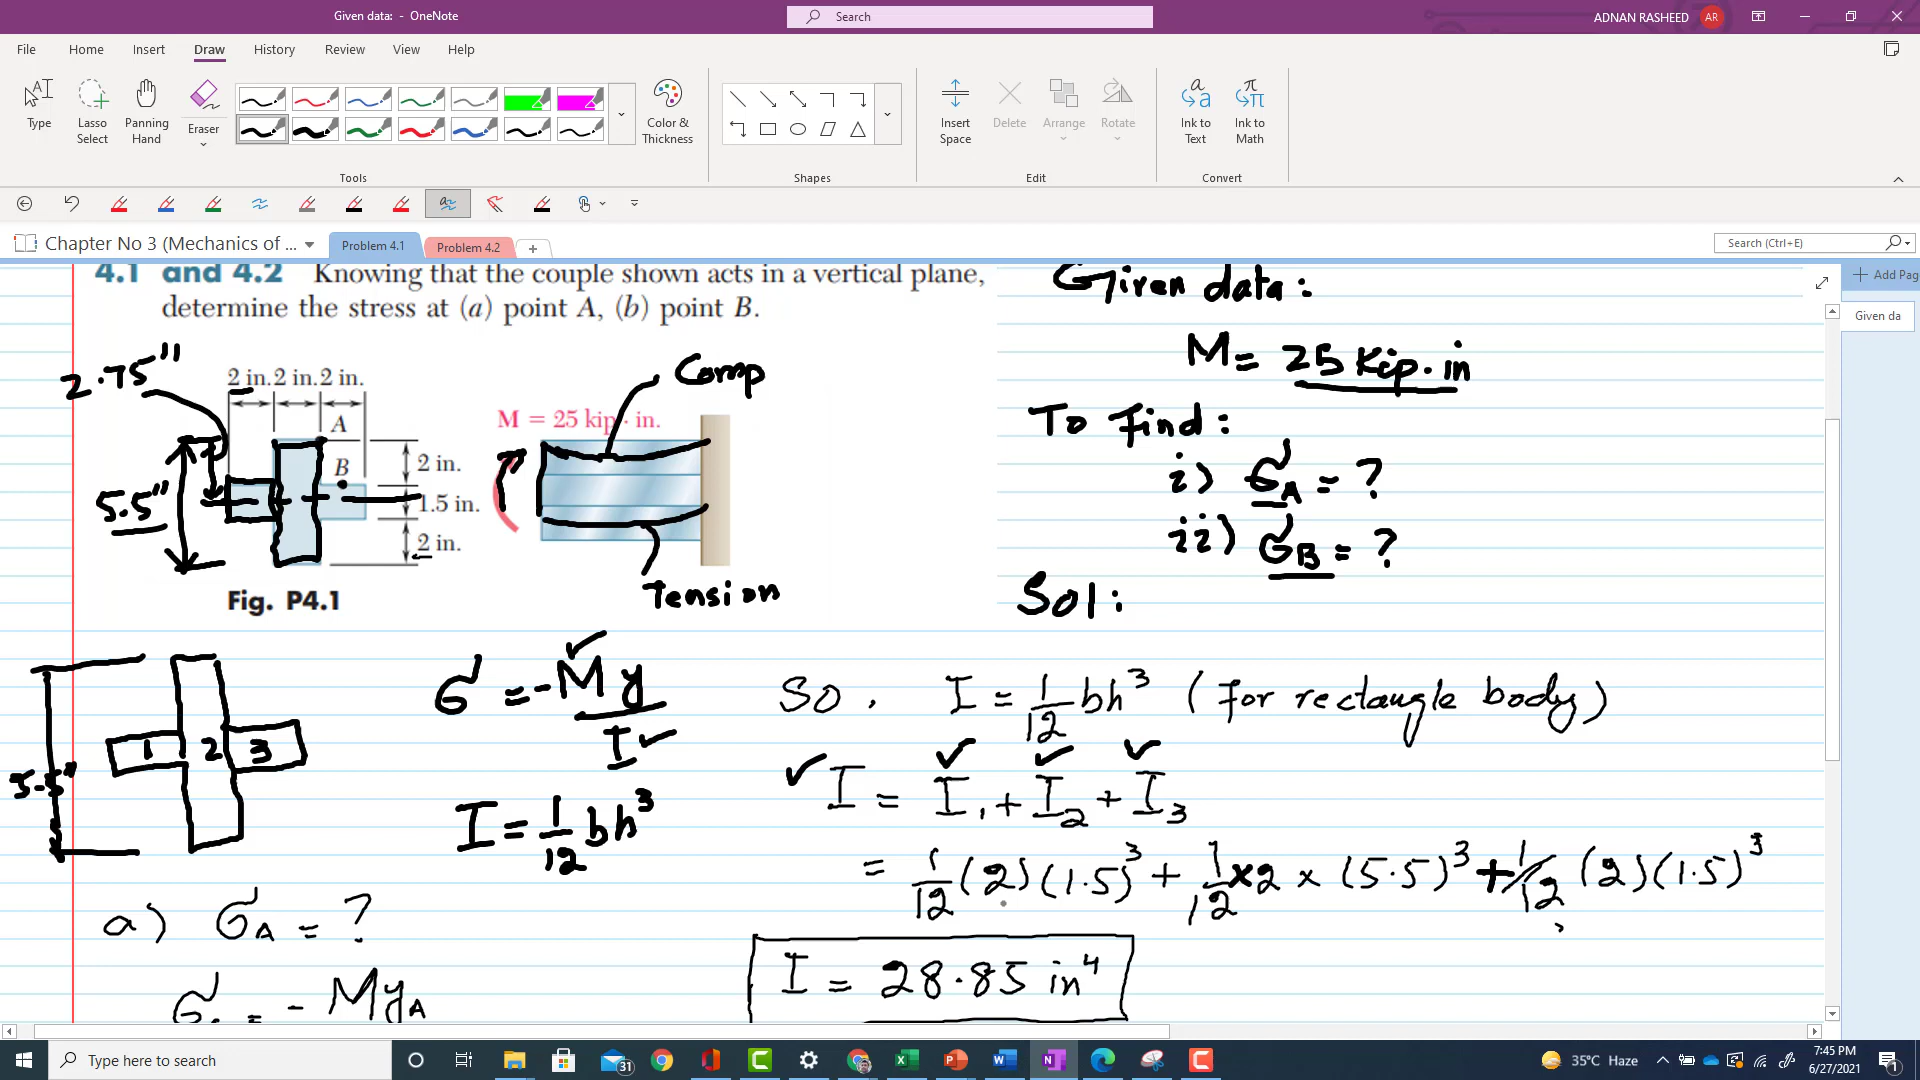 Given data: - OneNote
Search
ADNAN RASHEED
AR
File Home Insert Draw History Review View Help
Type
Lasso Select
Panning Hand
Eraser
Color & Thickness
Insert Space
Delete
Arrange
Rotate
Ink to Text
Ink to Math
Tools
Shapes
Edit
Convert
Chapter No 3 (Mechanics of ...
Problem 4.1
Problem 4.2
Search (Ctrl+E)
Add Pag
Given da
4.1 and 4.2 Knowing that the couple shown acts in a vertical plane,
determine the stress at (a) point A, (b) point B.
2.75"
2 in. 2 in. 2 in.
A
B
2 in.
1.5 in.
2 in.
5.5"
M = 25 kip · in.
Comp
Tension
Fig. P4.1
Given data:
M = 25 Kip.in
To Find:
i) σA = ?
ii) σB = ?
Sol:
1 2 3
5.5"
σ = -My/I
I = 1/12 bh³
So, I = 1/12 bh³ (For rectangle body)
I = I1 + I2 + I3
= 1/12 (2)(1.5)³ + 1/12 × 2 × (5.5)³ + 1/12 (2)(1.5)³
I = 28.85 in⁴
a) σA = ?
- MyA
Type here to search
31
35°C Haze
7:45 PM
6/27/2021
1